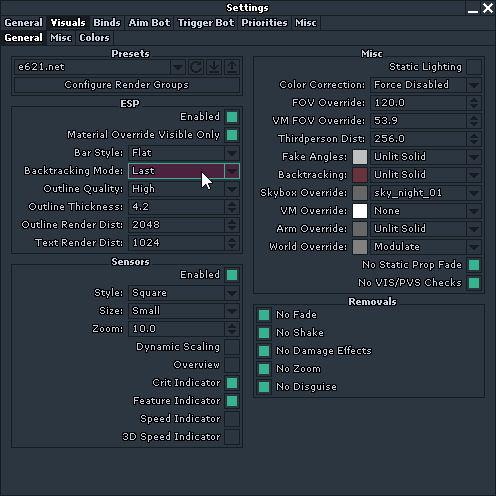 Settings
General Visuals Binds Aim Bot Trigger Bot Priorities Misc
General Misc Colors
Presets
e621.net
Configure Render Groups
ESP
Enabled
Material Override Visible Only
Bar Style: Flat
Backtracking Mode: Last
Outline Quality: High
Outline Thickness: 4.2
Outline Render Dist: 2048
Text Render Dist: 1024
Sensors
Enabled
Style: Square
Size: Small
Zoom: 10.0
Dynamic Scaling
Overview
Crit Indicator
Feature Indicator
Speed Indicator
3D Speed Indicator
Misc
Static Lighting
Color Correction: Force Disabled
FOV Override: 120.0
VM FOV Override: 53.9
Thirdperson Dist: 256.0
Fake Angles: Unlit Solid
Backtracking: Unlit Solid
Skybox Override: sky_night_01
VM Override: None
Arm Override: Unlit Solid
World Override: Modulate
No Static Prop Fade
No VIS/PVS Checks
Removals
No Fade
No Shake
No Damage Effects
No Zoom
No Disguise